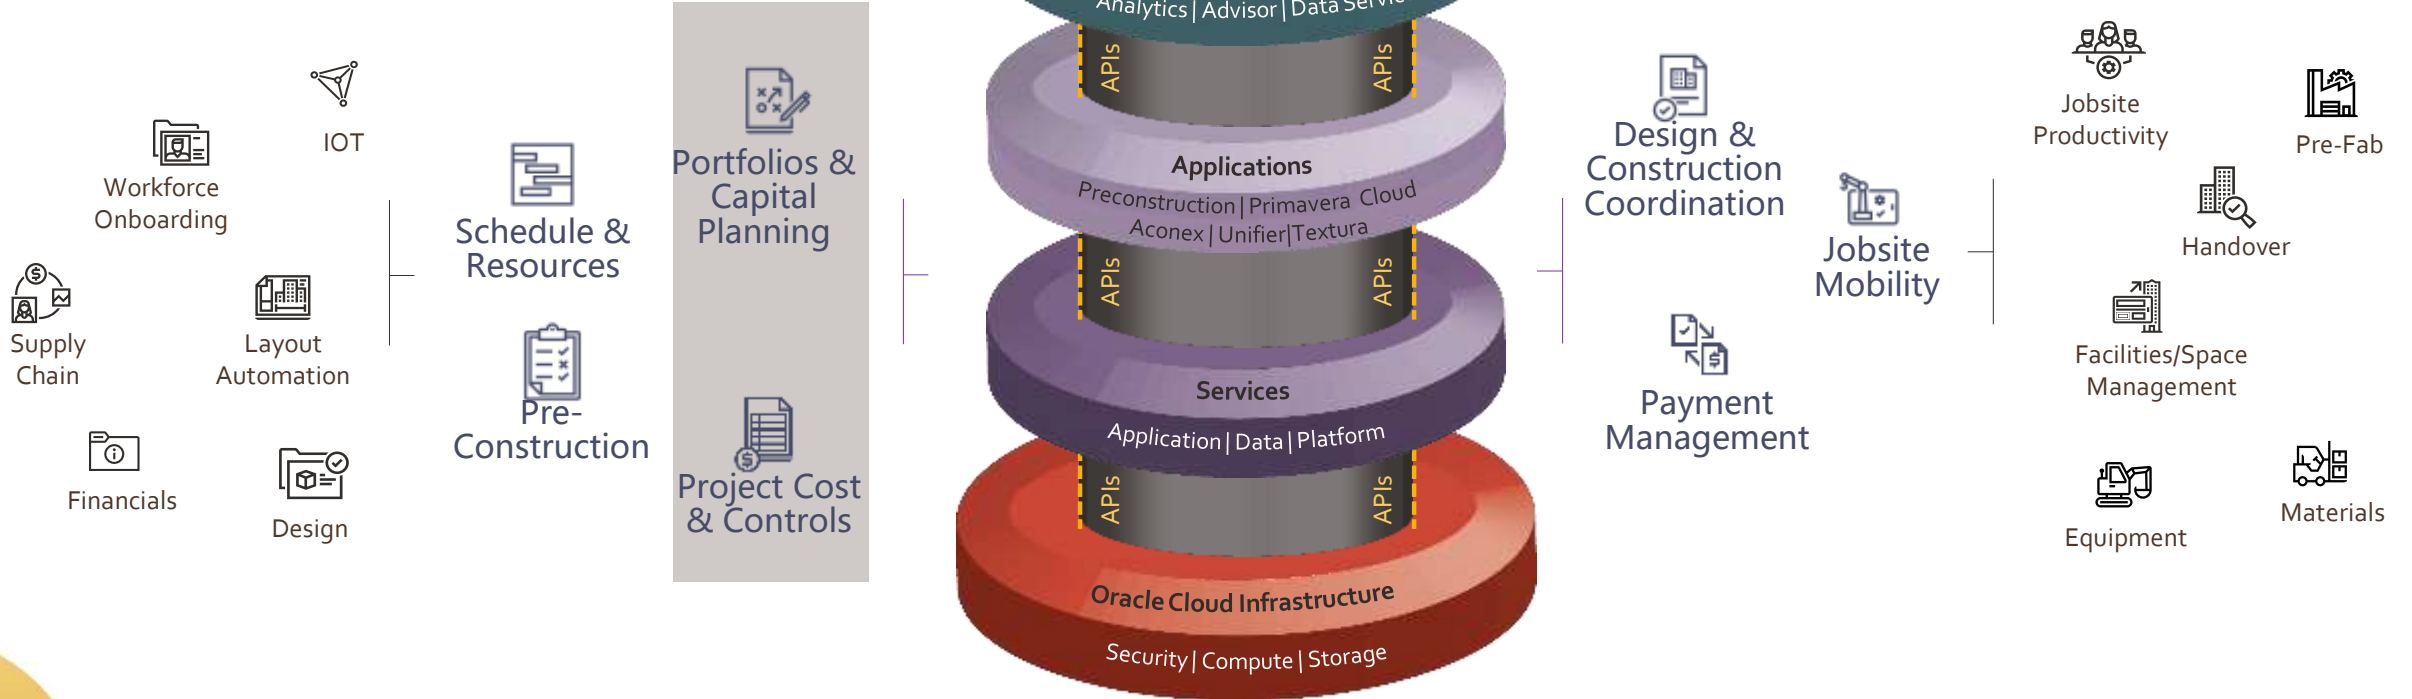 IOT
Workforce
Onboarding
Supply
Chain
Layout
Automation
Financials
Design
Schedule &
Resources
Pre-
Construction
Portfolios &
Capital
Planning
Project Cost
& Controls
Analytics | Advisor | Data
APIs
APIs
Applications
Preconstruction | Primavera Cloud
Aconex | Unifier|Textura
APIs
APIs
Services
Application | Data | Platform
APIs
APIs
Oracle Cloud Infrastructure
Security | Compute | Storage
Design &
Construction
Coordination
Jobsite
Mobility
Payment
Management
Jobsite
Productivity
Pre-Fab
Handover
Facilities/Space
Management
Equipment
Materials